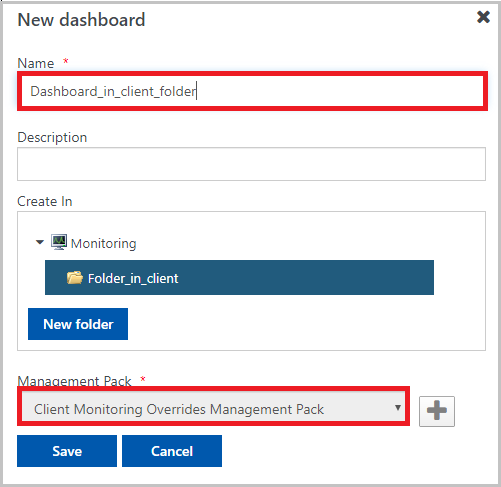 New dashboard
Name *
Dashboard_in_client_folder
Description
Create In
Monitoring
Folder_in_client
New folder
Management Pack *
Client Monitoring Overrides Management Pack
Save Cancel